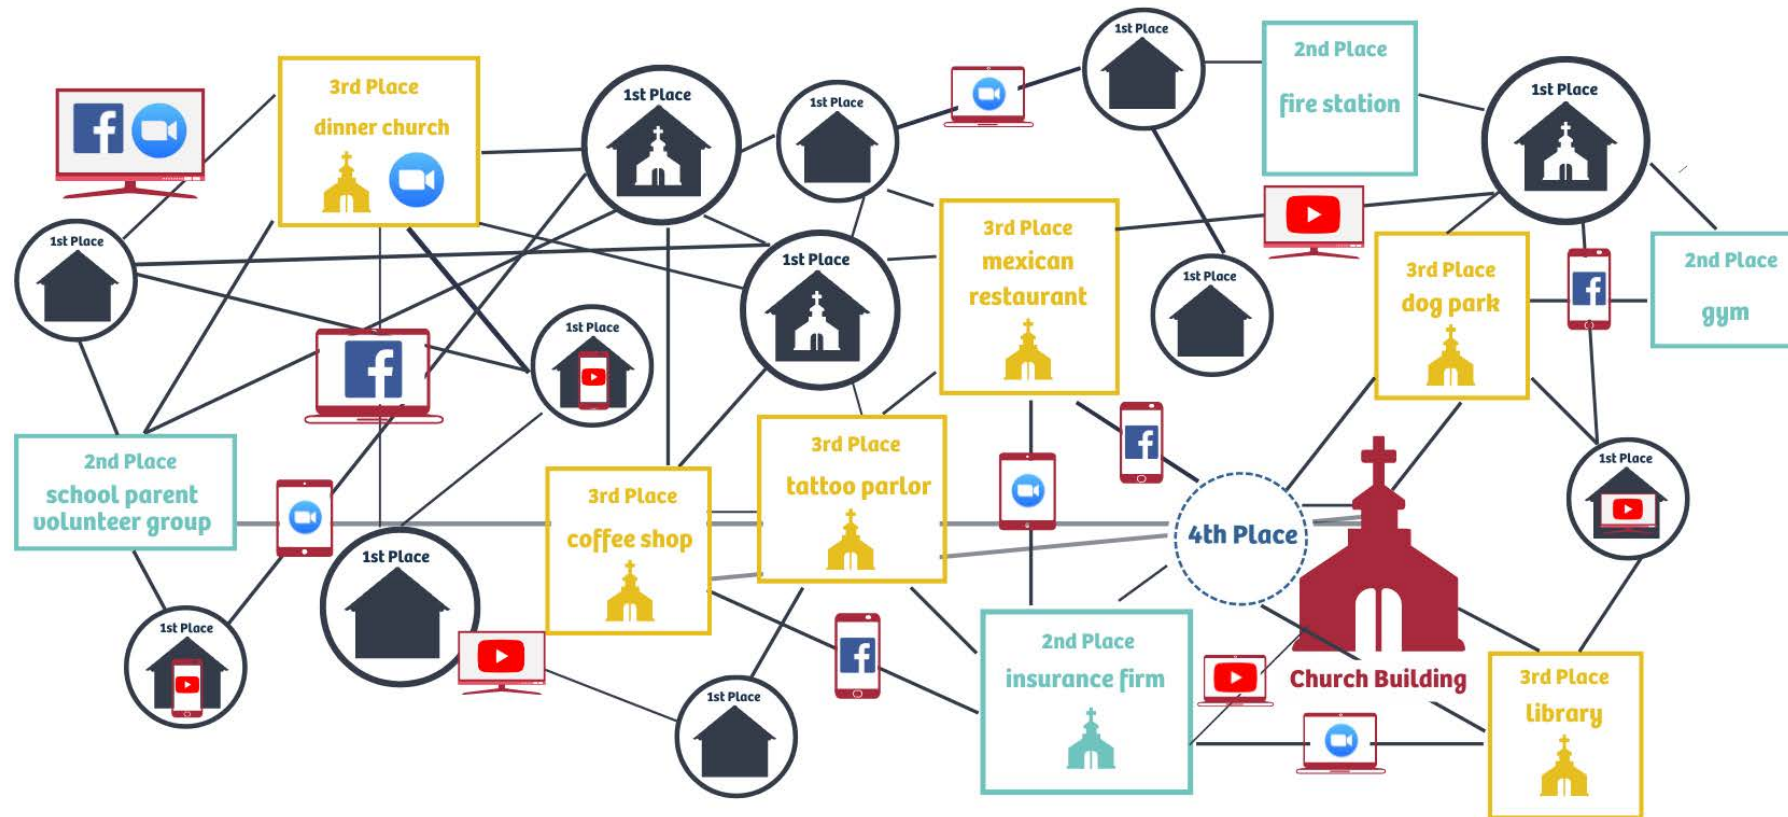 1st Place
3rd Place
dinner church
1st Place
1st Place
1st Place
2nd Place
fire station
1st Place
1st Place
1st Place
3rd Place
mexican
restaurant
1st Place
3rd Place
dog park
2nd Place
gym
1st Place
2nd Place
school parent
volunteer group
3rd Place
coffee shop
3rd Place
tattoo parlor
4th Place
1st Place
1st Place
1st Place
1st Place
2nd Place
insurance firm
Church Building
3rd Place
library